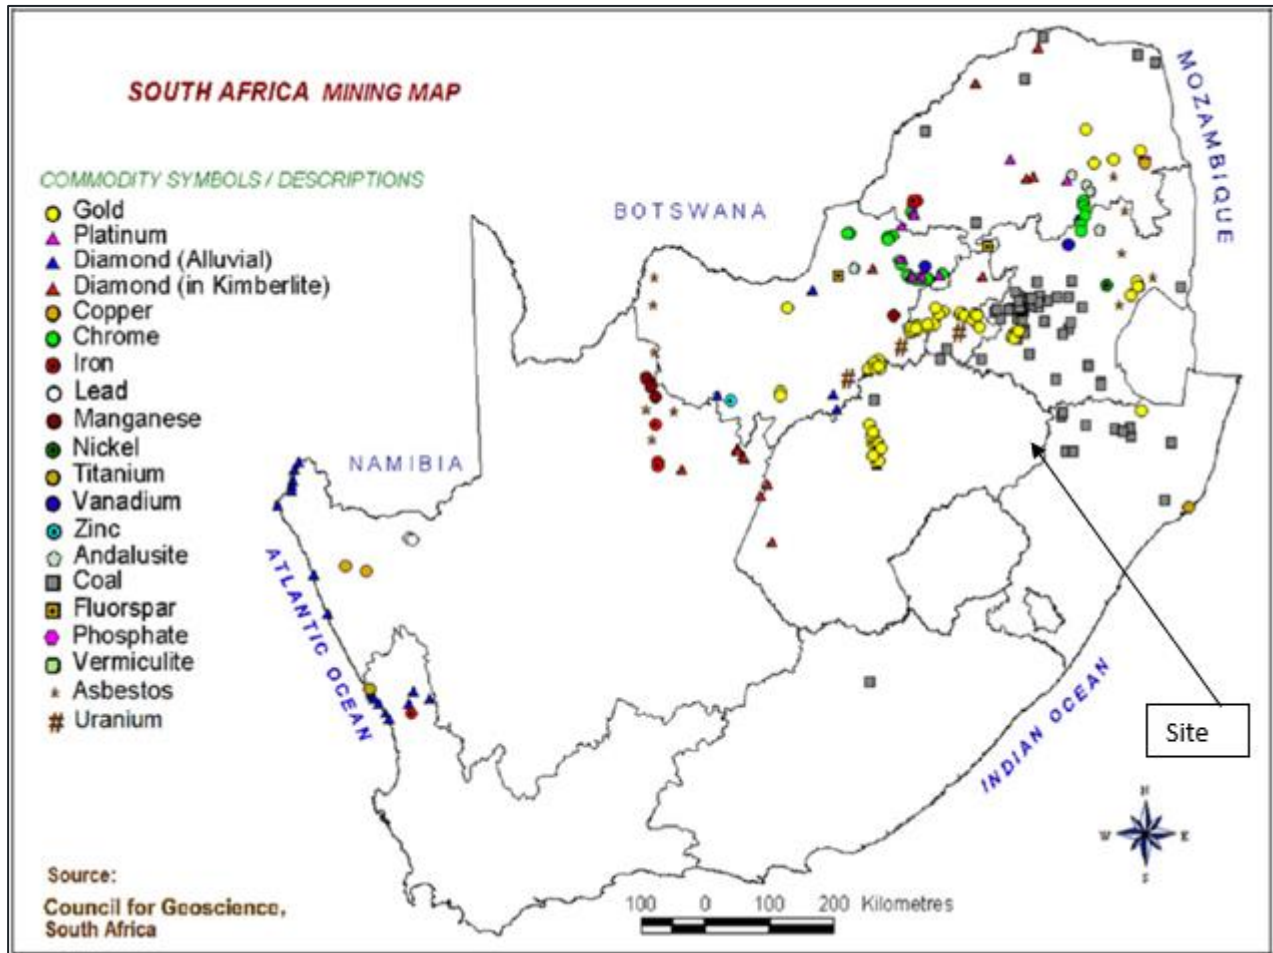 SOUTH AFRICA MINING MAP
COMMODITY SYMBOLS / DESCRIPTIONS
Gold
Platinum
Diamond (Alluvial)
Diamond (in Kimberlite)
Copper
Chrome
Iron
Lead
Manganese
Nickel
Titanium
Vanadium
Zinc
Andalusite
Coal
Fluorspar
Phosphate
Vermiculite
Asbestos
# Uranium
BOTSWANA
MOZAMBIQUE
NAMIBIA
ATLANTIC OCEAN
INDIAN OCEAN
Site
N
W E
S
Source:
Council for Geoscience,
South Africa
100 0 100 200 Kilometres